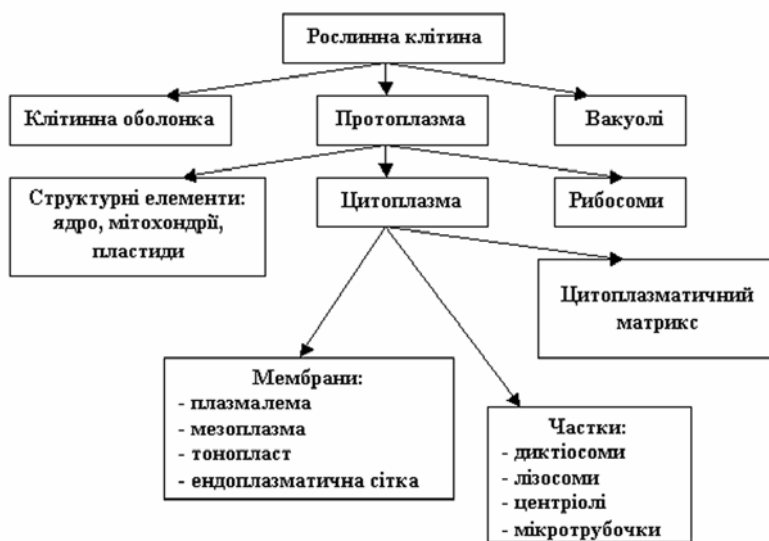 Рослинна клітина
Клітинна оболонка
Протоплазма
Вакуолі
Структурні елементи:
ядро, мітохондрії,
пластиди
Цитоплазма
Рибосоми
Цитоплазматичний
матрикс
Мембрани:
- плазмалема
- мезоплазма
- тонопласт
- ендоплазматична сітка
Частки:
- диктіосоми
- лізосоми
- центріолі
- мікротрубочки